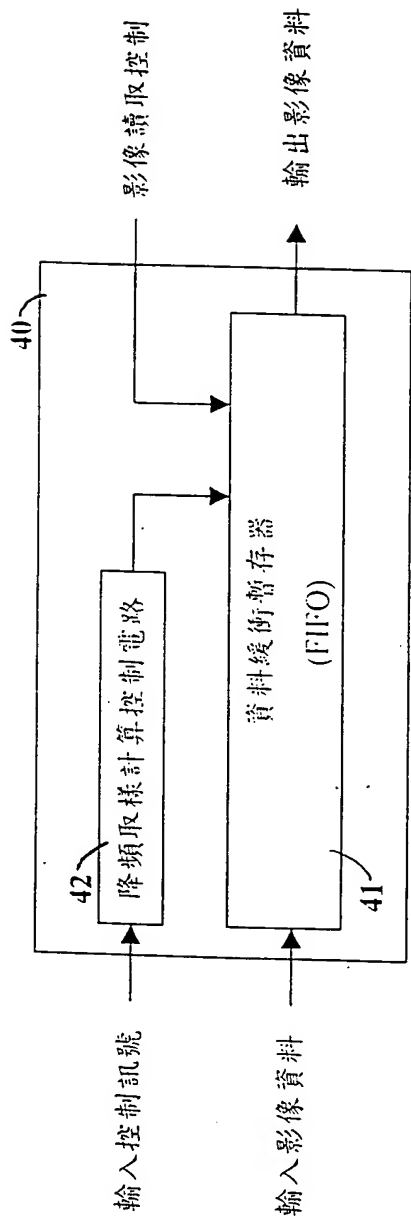 40
輸入控制訊號
42
降頻取樣計算控制電路
影像讀取控制
輸入影像資料
41
資料緩衝暫存器
(FIFO)
輸出影像資料